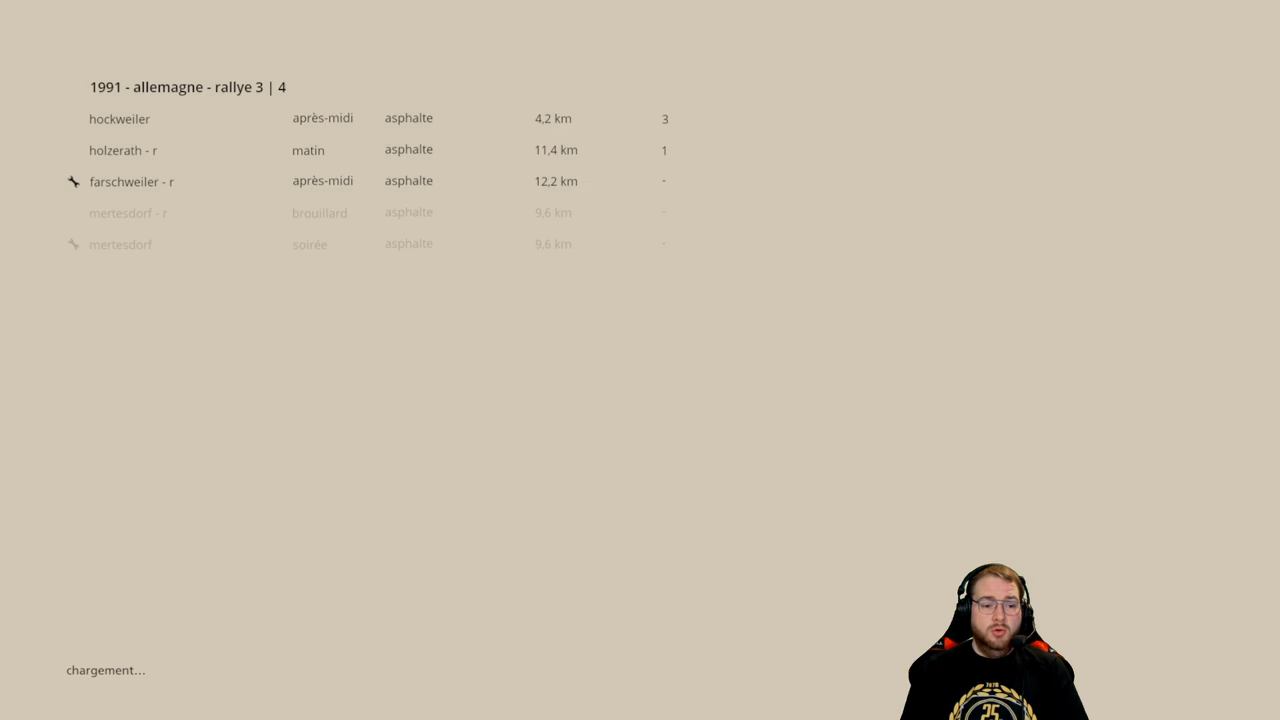 1991 - allemagne - rallye 3 | 4
hockweiler après-midi asphalte 4,2 km 3
holzerath - r matin asphalte 11,4 km 1
farschweiler - r après-midi asphalte 12,2 km -
mertesdorf - r brouillard asphalte 9,6 km -
mertesdorf soirée asphalte 9,6 km -
chargement...
25